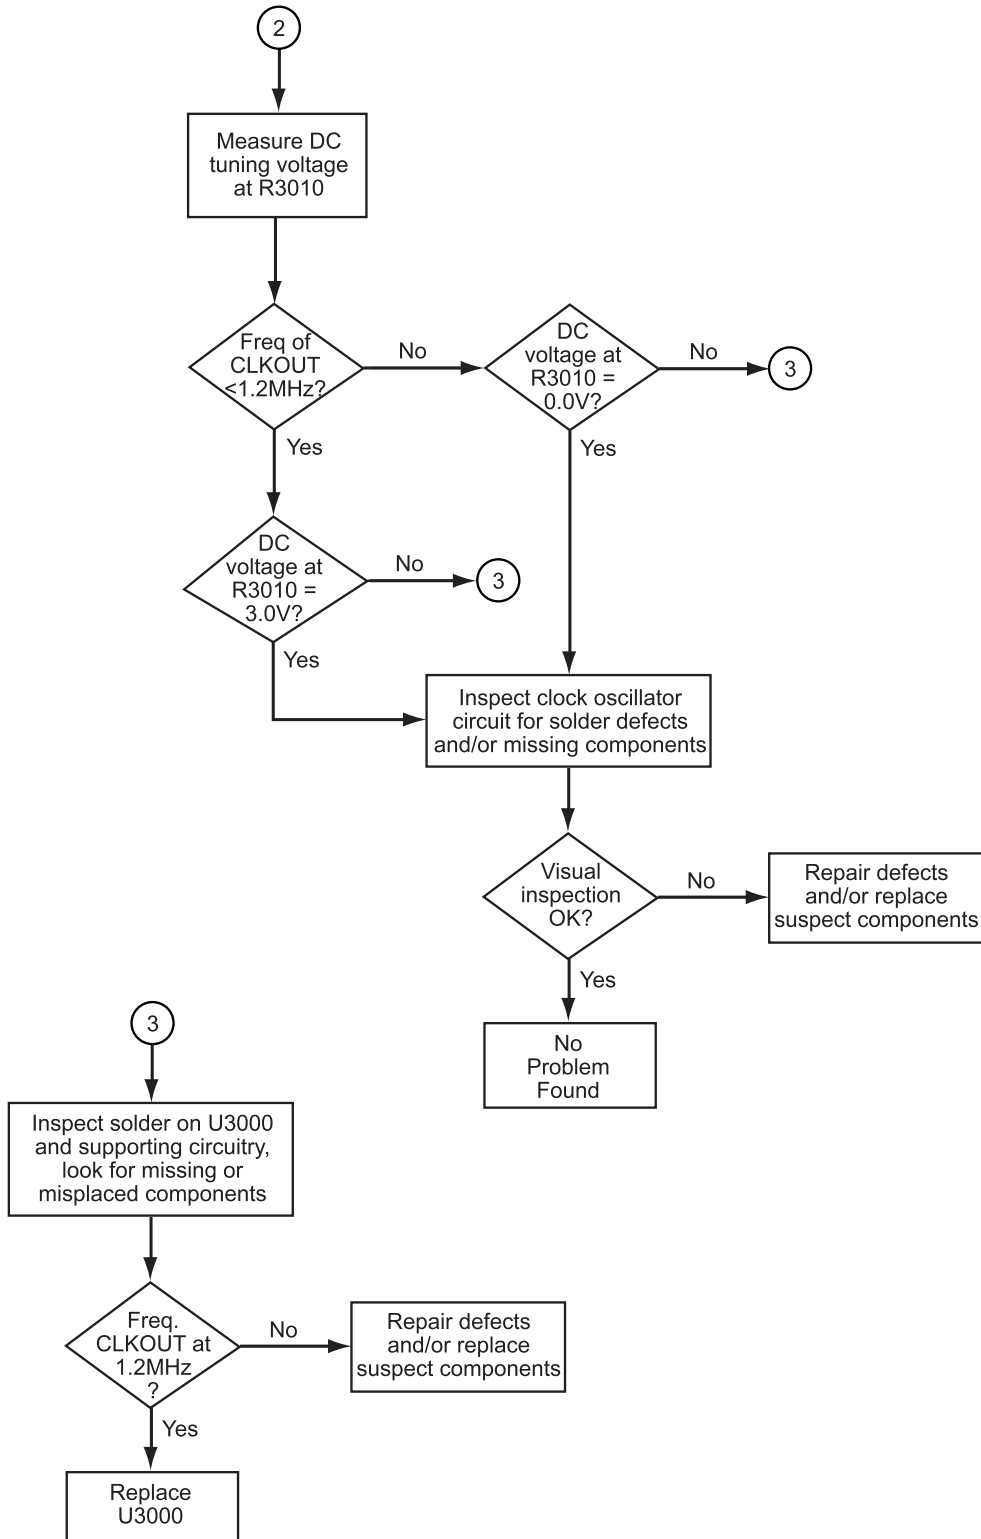 2
Measure DC
tuning voltage
at R3010
Freq of
CLKOUT
<1.2MHz?
No
DC
voltage at
R3010 =
0.0V?
No
3
Yes
Yes
DC
voltage at
R3010 =
3.0V?
No
3
Yes
Inspect clock oscillator
circuit for solder defects
and/or missing components
Visual
inspection
OK?
No
Repair defects
and/or replace
suspect components
Yes
No
Problem
Found
3
Inspect solder on U3000
and supporting circuitry,
look for missing or
misplaced components
Freq.
CLKOUT at
1.2MHz
?
No
Repair defects
and/or replace
suspect components
Yes
Replace
U3000